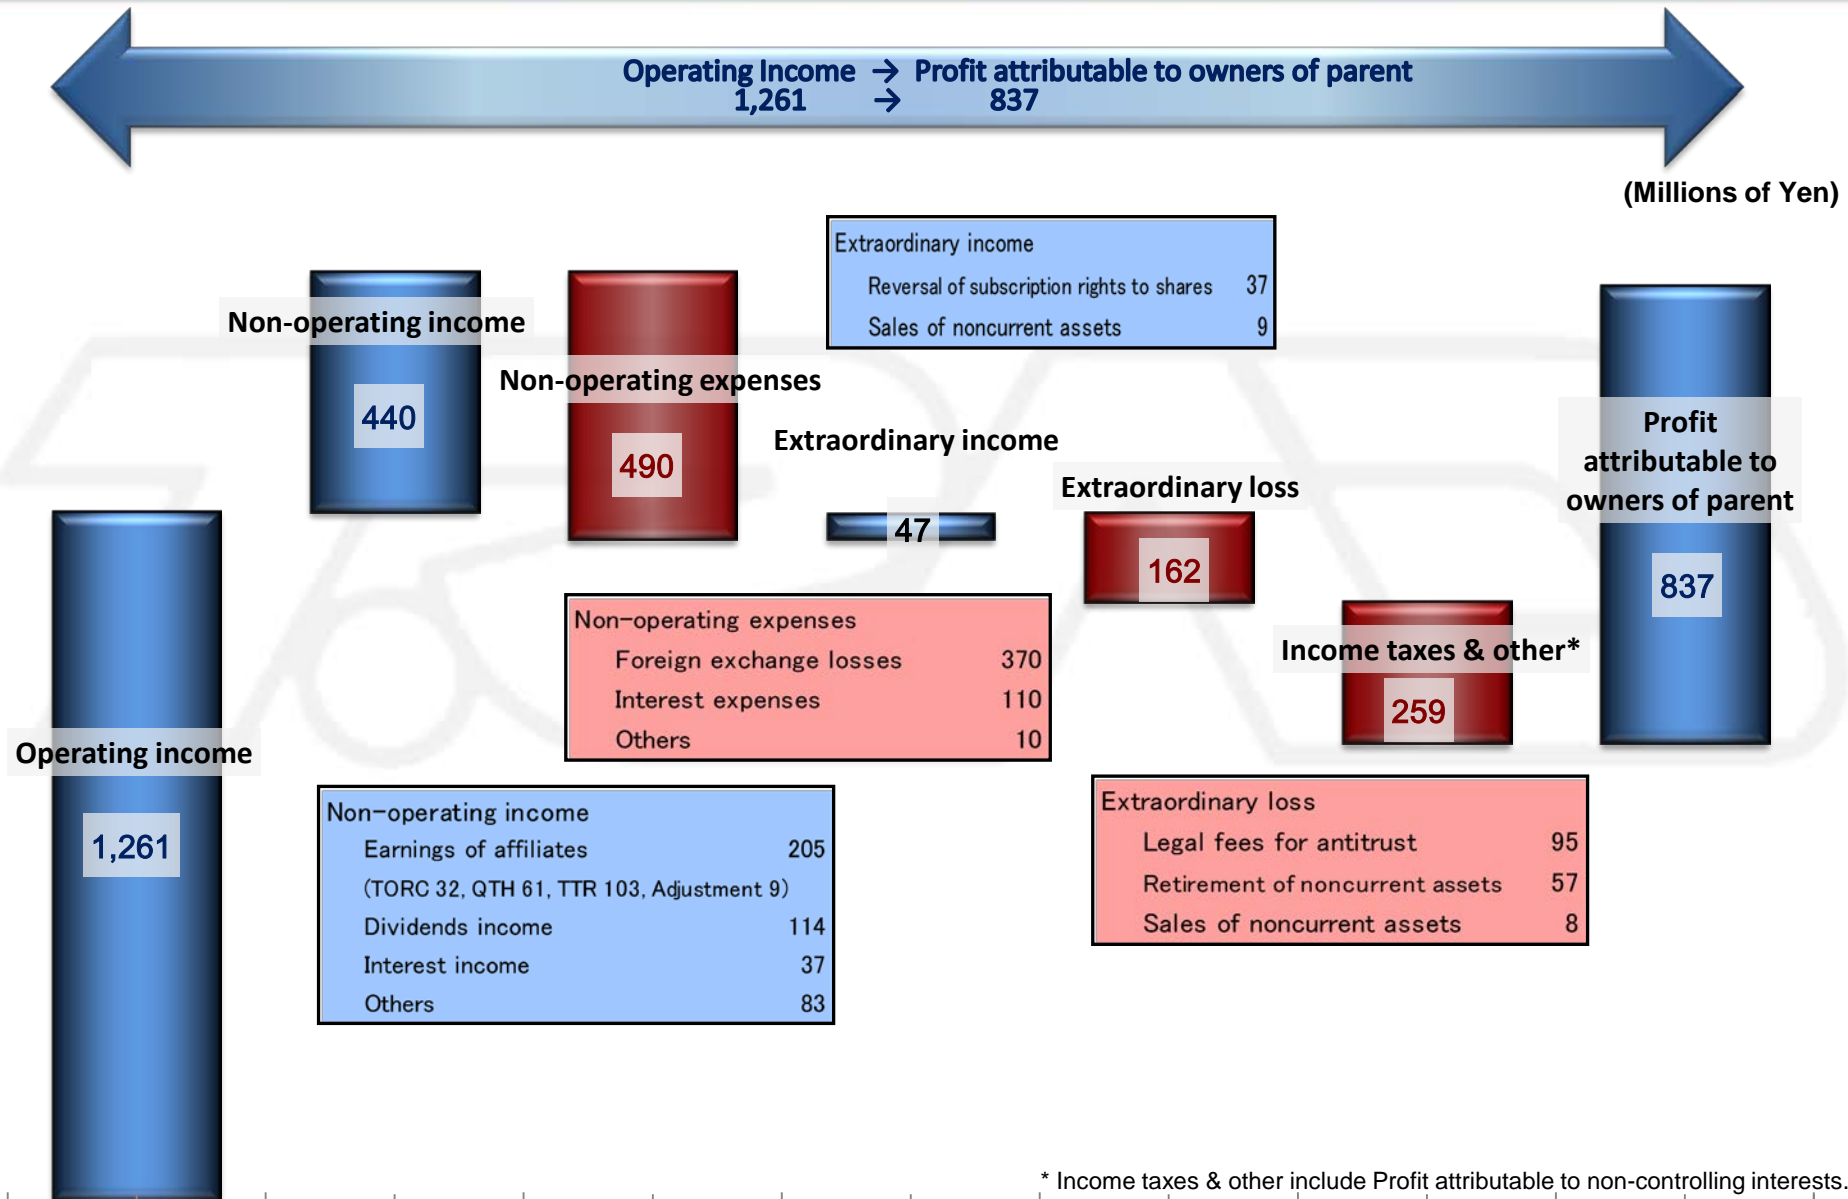 Operating Income → Profit attributable to owners of parent
1,261 → 837
(Millions of Yen)
Extraordinary income
Reversal of subscription rights to shares 37
Sales of noncurrent assets 9
Non-operating income
440
Non-operating expenses
490
Extraordinary income
47
Extraordinary loss
162
Income taxes & other*
259
Profit
attributable to
owners of parent
837
Operating income
1,261
Non-operating expenses
Foreign exchange losses 370
Interest expenses 110
Others 10
Non-operating income
Earnings of affiliates 205
(TORC 32, QTH 61, TTR 103, Adjustment 9)
Dividends income 114
Interest income 37
Others 83
Extraordinary loss
Legal fees for antitrust 95
Retirement of noncurrent assets 57
Sales of noncurrent assets 8
* Income taxes & other include Profit attributable to non-controlling interests.